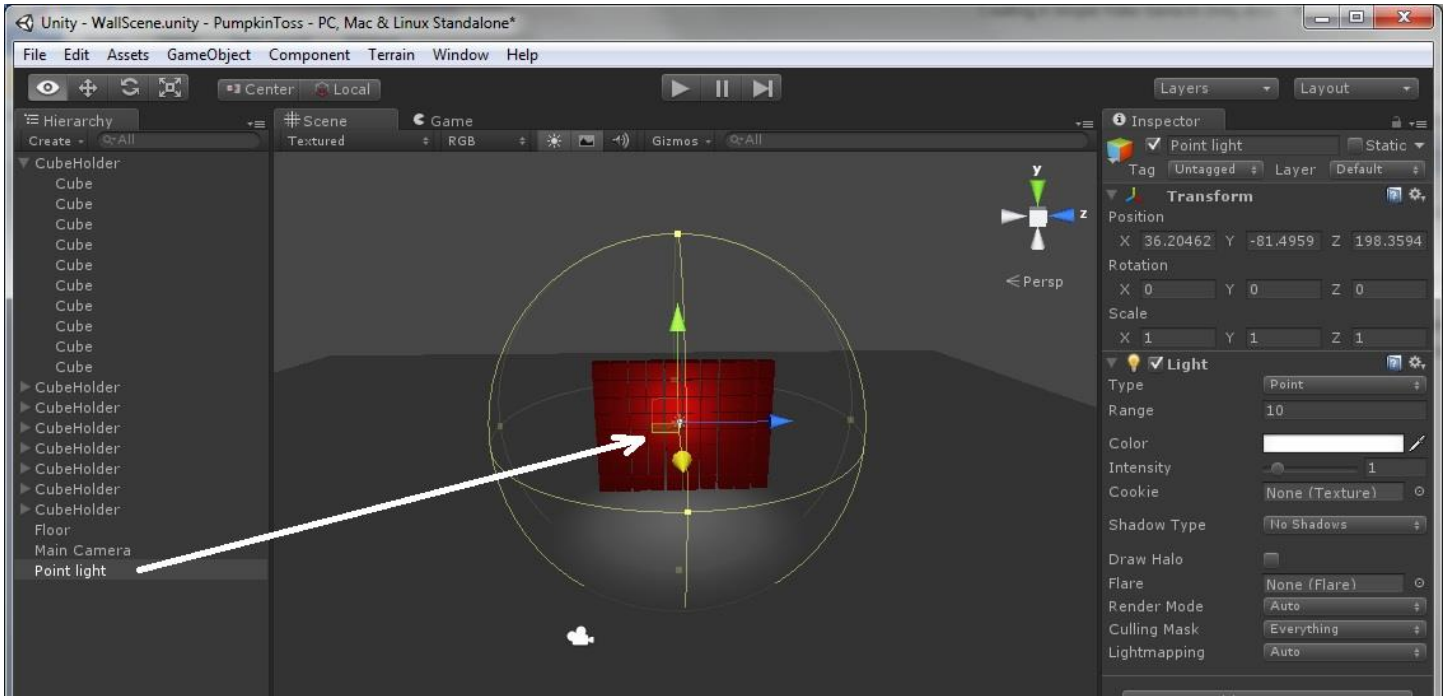 Unity - WallScene.unity - PumpkinToss - PC, Mac & Linux Standalone*
File Edit Assets GameObject Component Terrain Window Help
Center Local Layers Layout
Hierarchy
Create All
CubeHolder
Cube
Cube
Cube
Cube
Cube
Cube
Cube
Cube
Cube
Cube
CubeHolder
CubeHolder
CubeHolder
CubeHolder
CubeHolder
CubeHolder
CubeHolder
Floor
Main Camera
Point light
Scene Game
Textured RGB Gizmos All
y
z
Persp
Inspector
Point light Static
Tag Untagged Layer Default
Transform
Position
X 36.20462 Y -81.4959 Z 198.3594
Rotation
X 0 Y 0 Z 0
Scale
X 1 Y 1 Z 1
Light
Type Point
Range 10
Color
Intensity 1
Cookie None (Texture)
Shadow Type No Shadows
Draw Halo
Flare None (Flare)
Render Mode Auto
Culling Mask Everything
Lightmapping Auto